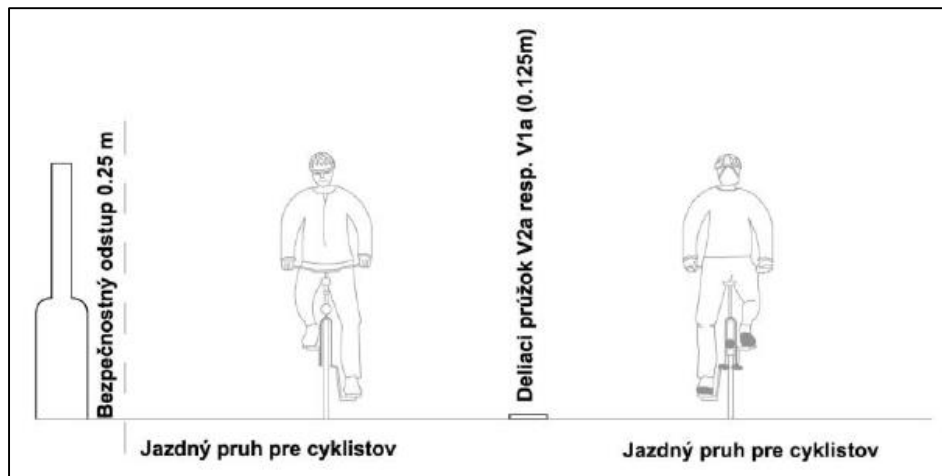 Bezpečnostný odstup 0.25 m
Deliaci prúžok V2a resp. V1a (0.125m)
Jazdný pruh pre cyklistov
Jazdný pruh pre cyklistov